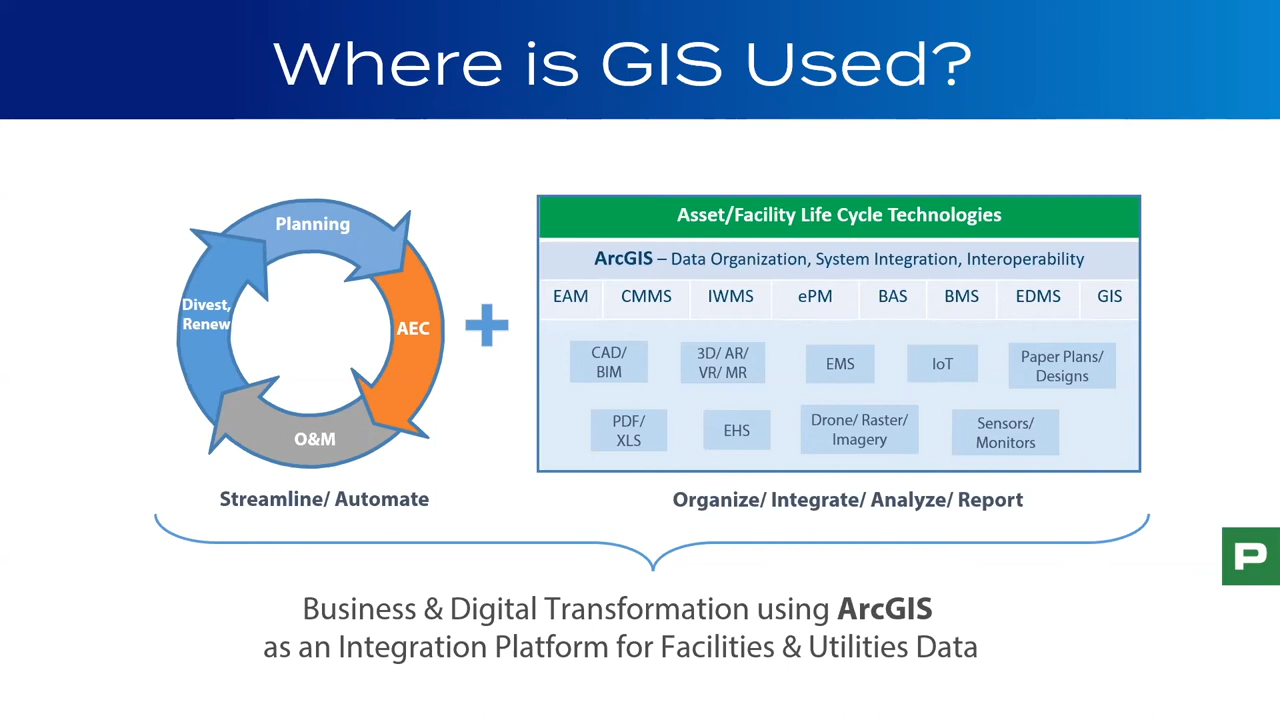 Where is GIS Used?
Planning
AEC
O&M
Divest,
Renew
Asset/Facility Life Cycle Technologies
ArcGIS – Data Organization, System Integration, Interoperability
EAM CMMS IWMS ePM BAS BMS EDMS GIS
CAD/
BIM
3D/ AR/
VR/ MR
EMS
IoT
Paper Plans/
Designs
PDF/
XLS
EHS
Drone/ Raster/
Imagery
Sensors/
Monitors
Streamline/ Automate
Organize/ Integrate/ Analyze/ Report
P
Business & Digital Transformation using ArcGIS
as an Integration Platform for Facilities & Utilities Data